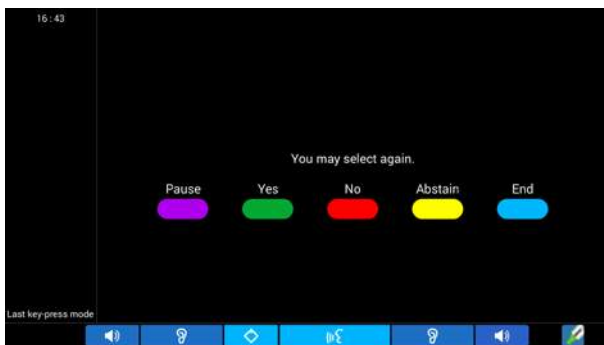 16:43
You may select again.
Pause Yes No Abstain End
Last key-press mode